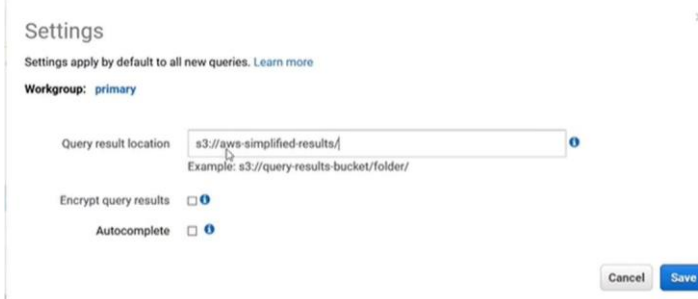 Settings
Settings apply by default to all new queries. Learn more
Workgroup: primary
Query result location s3://aws-simplified-results/
Example: s3://query-results-bucket/folder/
Encrypt query results
Autocomplete
Cancel Save